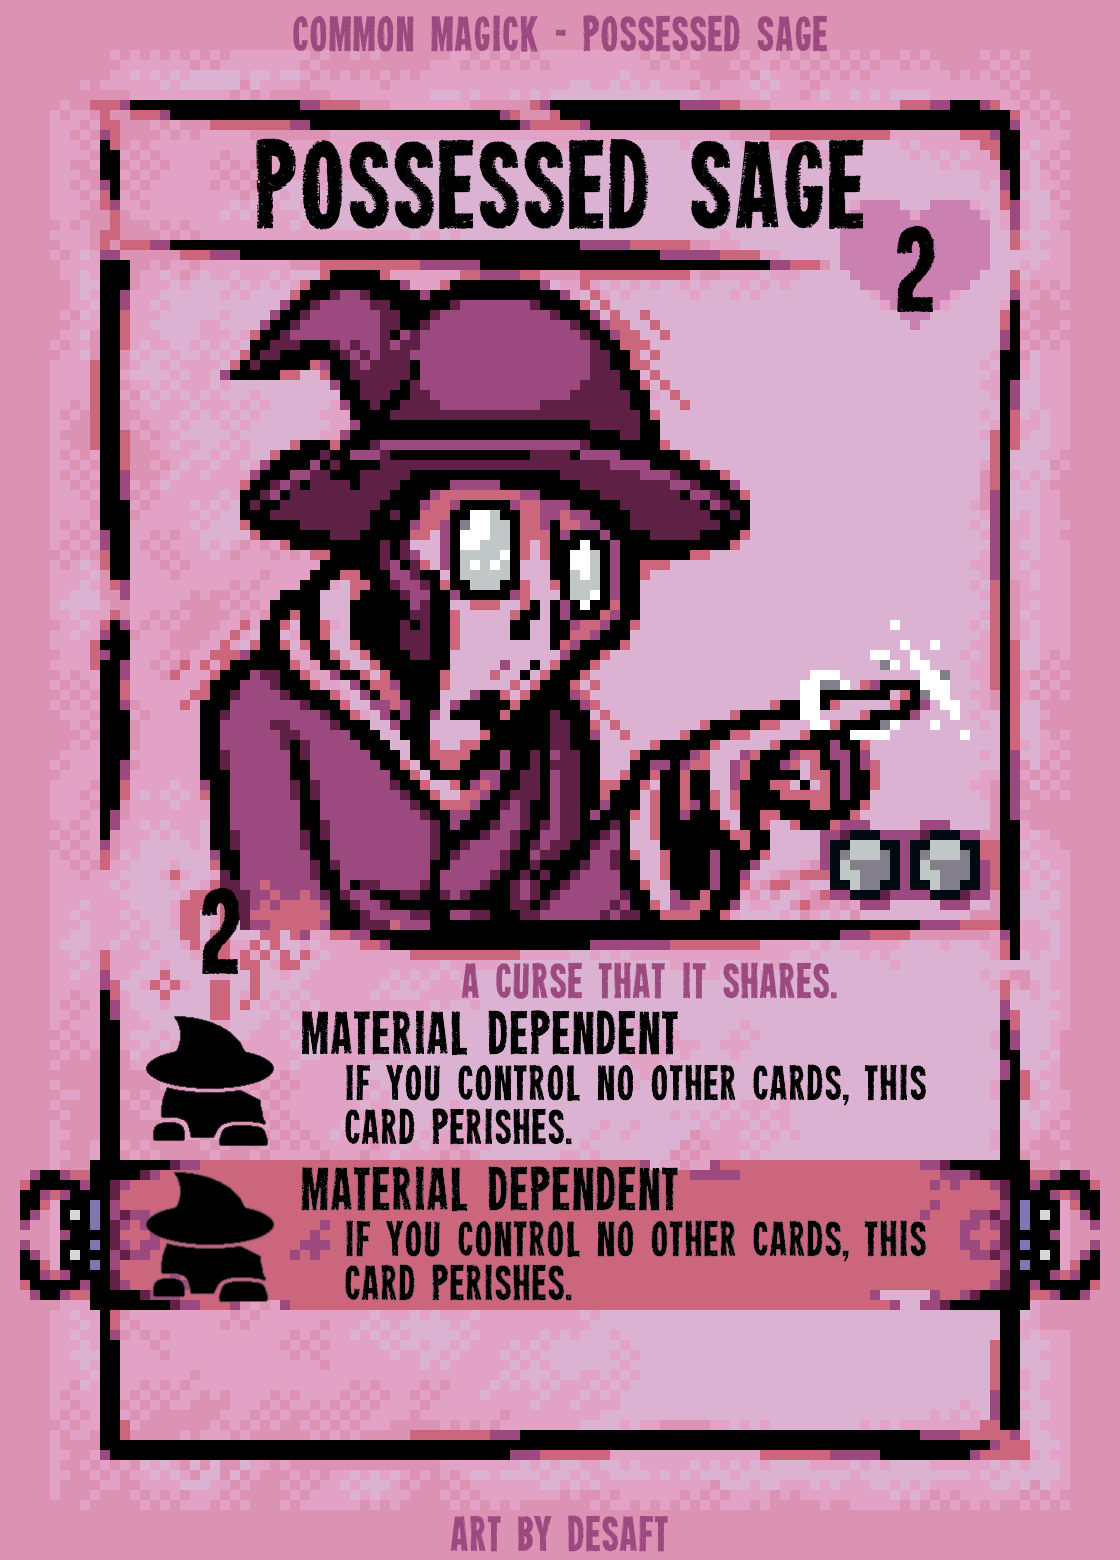 COMMON MAGICK - POSSESSED SAGE
POSSESSED SAGE
2
2
A CURSE THAT IT SHARES.
MATERIAL DEPENDENT
IF YOU CONTROL NO OTHER CARDS, THIS
CARD PERISHES.
MATERIAL DEPENDENT
IF YOU CONTROL NO OTHER CARDS, THIS
CARD PERISHES.
ART BY DESAFT